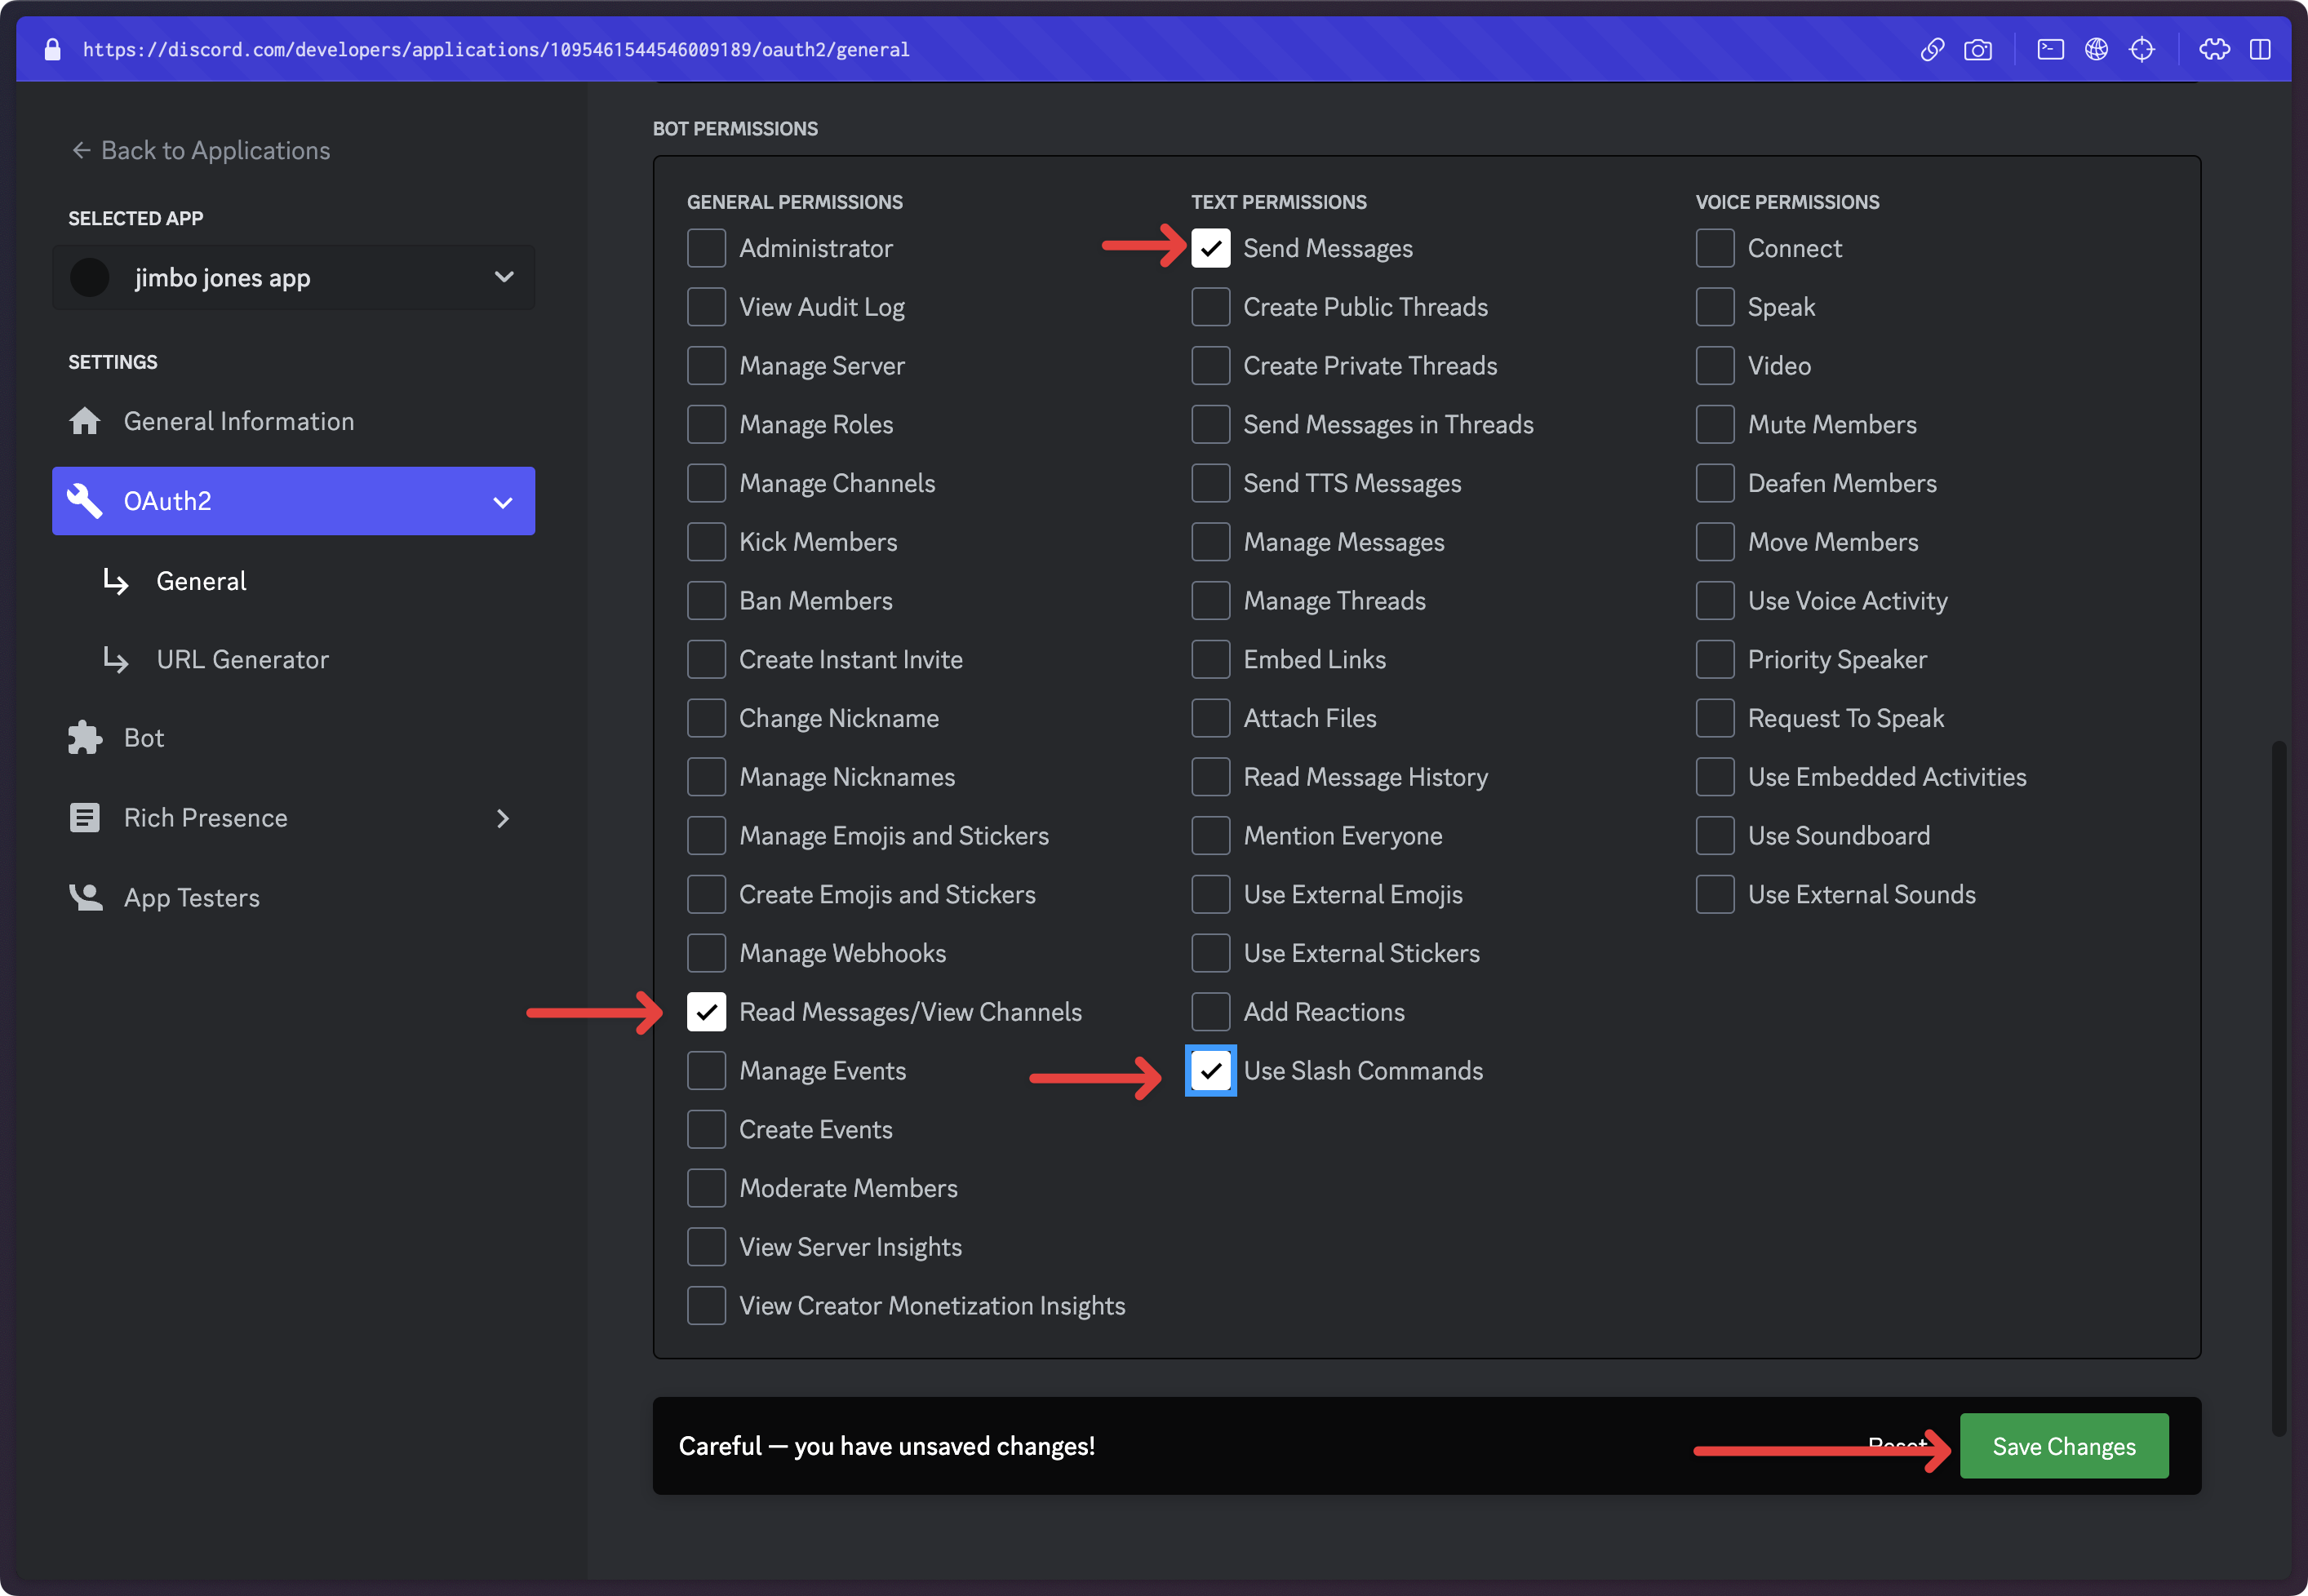 https://discord.com/developers/applications/1095461544546009189/oauth2/general
← Back to Applications
SELECTED APP
jimbo jones app
SETTINGS
General Information
OAuth2
General
URL Generator
Bot
Rich Presence
App Testers
BOT PERMISSIONS
GENERAL PERMISSIONS
Administrator
View Audit Log
Manage Server
Manage Roles
Manage Channels
Kick Members
Ban Members
Create Instant Invite
Change Nickname
Manage Nicknames
Manage Emojis and Stickers
Create Emojis and Stickers
Manage Webhooks
Read Messages/View Channels
Manage Events
Create Events
Moderate Members
View Server Insights
View Creator Monetization Insights
TEXT PERMISSIONS
Send Messages
Create Public Threads
Create Private Threads
Send Messages in Threads
Send TTS Messages
Manage Messages
Manage Threads
Embed Links
Attach Files
Read Message History
Mention Everyone
Use External Emojis
Use External Stickers
Add Reactions
Use Slash Commands
VOICE PERMISSIONS
Connect
Speak
Video
Mute Members
Deafen Members
Move Members
Use Voice Activity
Priority Speaker
Request To Speak
Use Embedded Activities
Use Soundboard
Use External Sounds
Careful — you have unsaved changes!
Reset
Save Changes